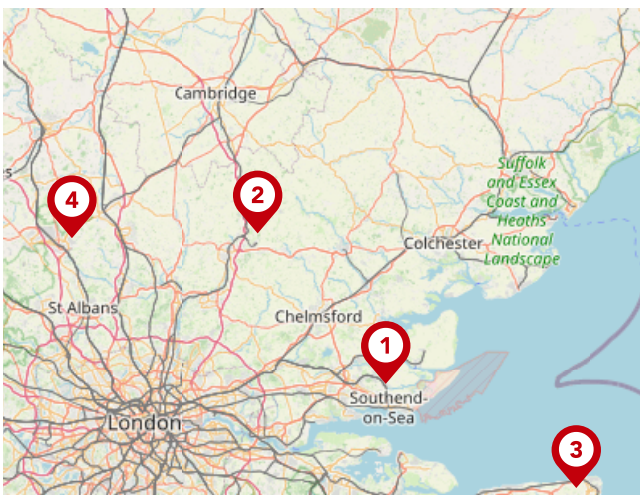 Cambridge
s
4
2
Suffolk
and Essex
Coast and
Heaths
National
Landscape
Colchester
St Albans
Chelmsford
1
Southend-
on-Sea
London
3